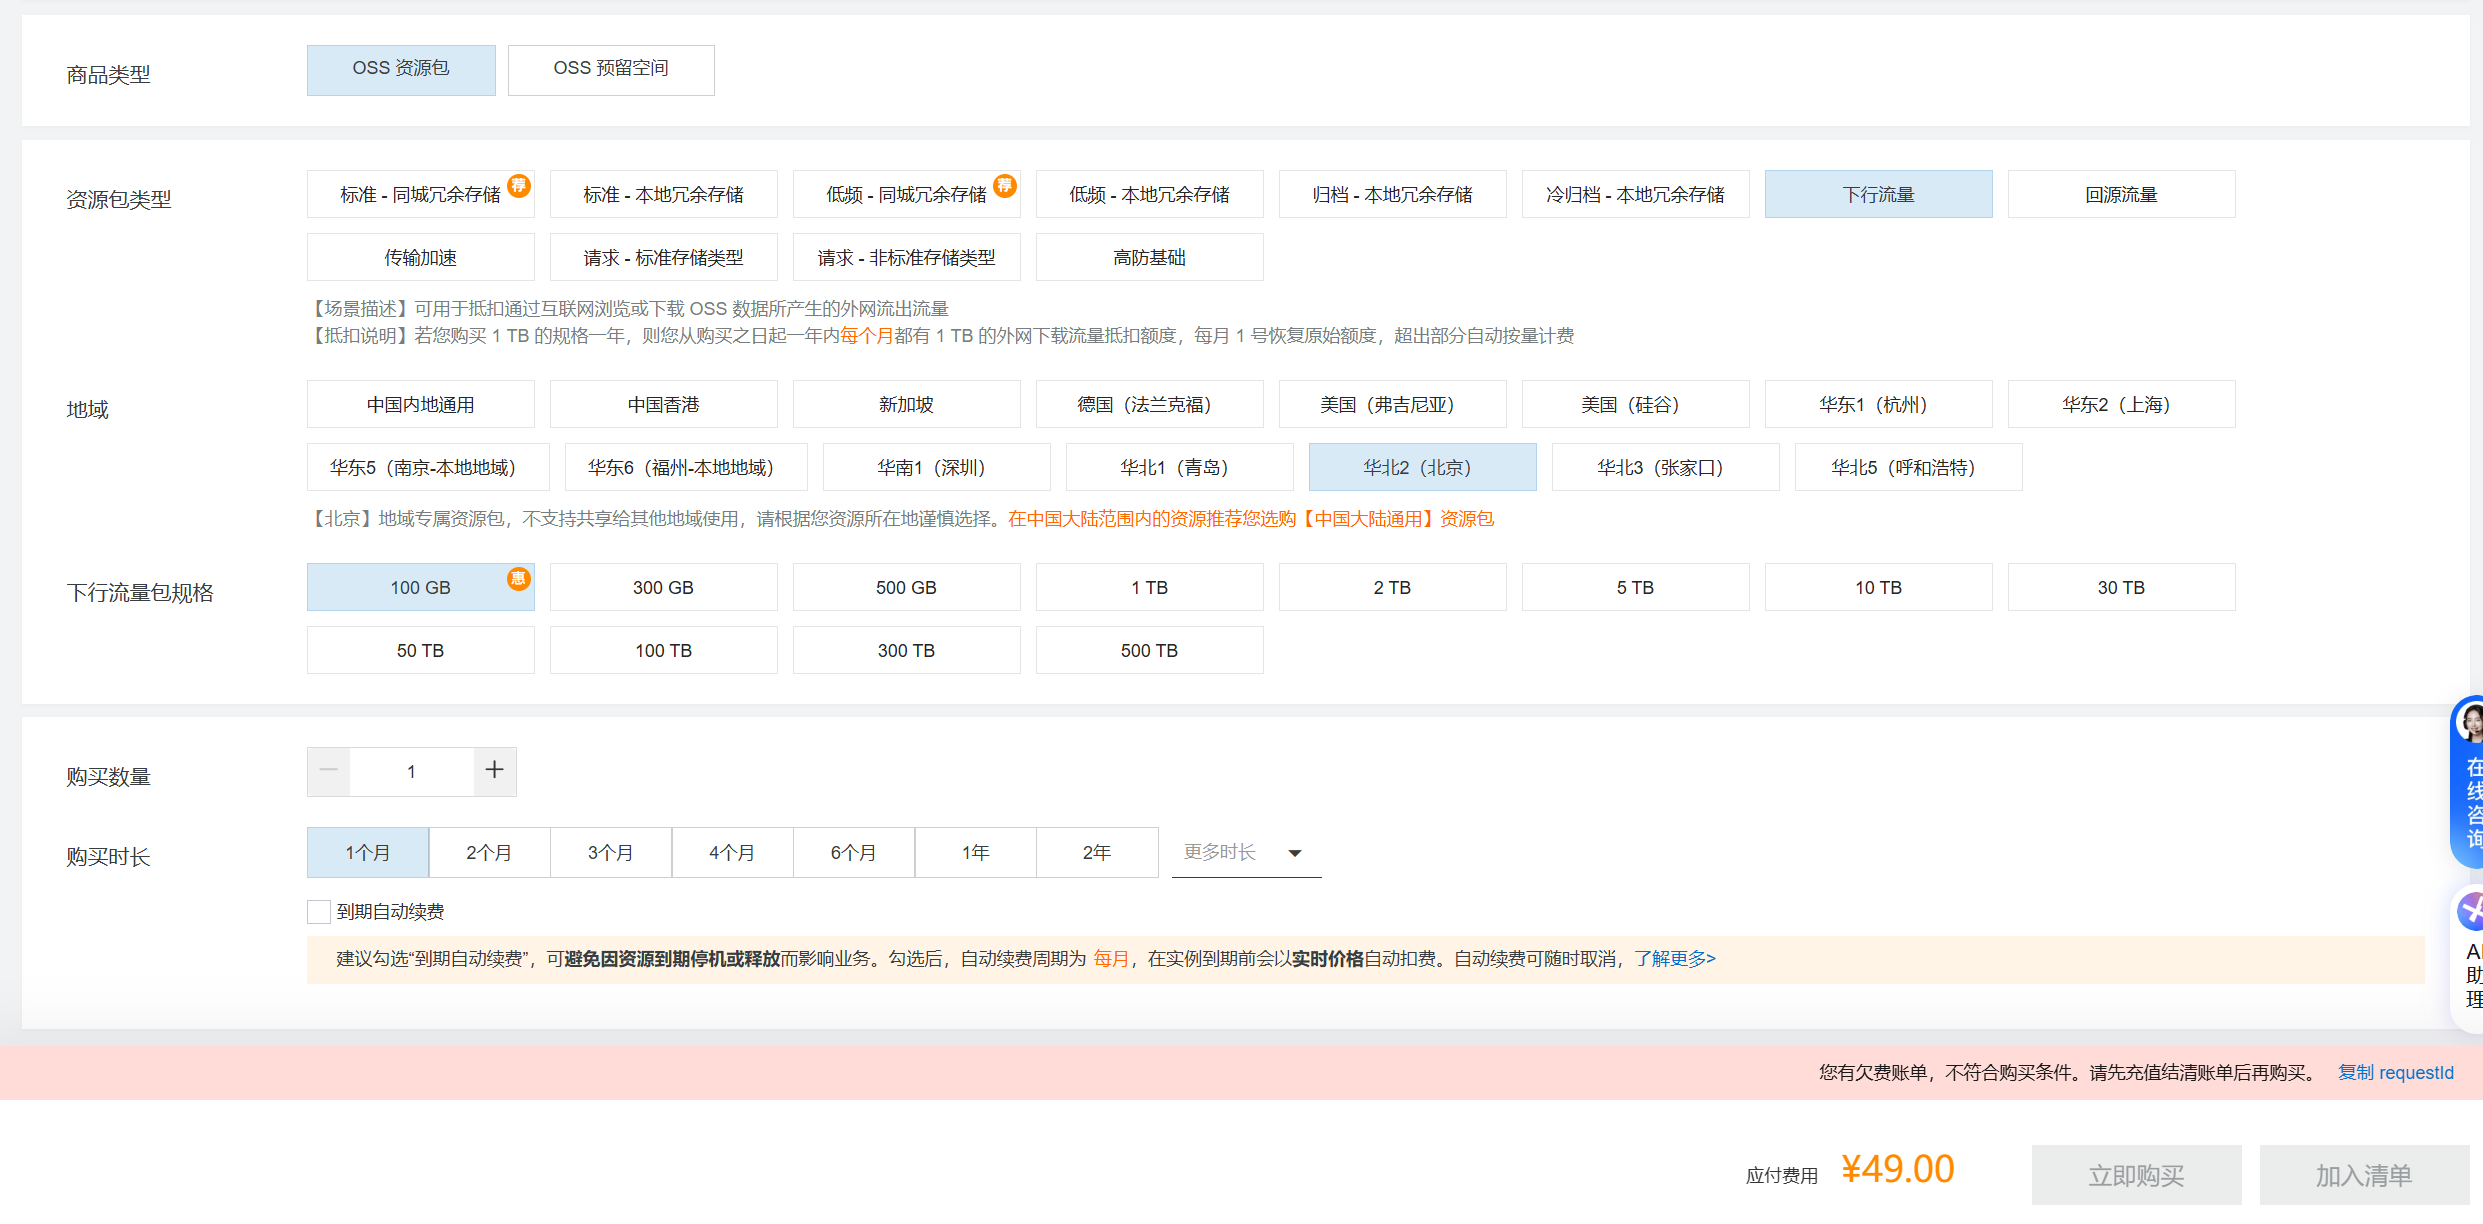 商品类型
OSS 资源包
OSS 预留空间
资源包类型
标准 - 同城冗余存储
荐
标准 - 本地冗余存储
低频 - 同城冗余存储
荐
低频 - 本地冗余存储
归档 - 本地冗余存储
冷归档 - 本地冗余存储
下行流量
回源流量
传输加速
请求 - 标准存储类型
请求 - 非标准存储类型
高防基础
【场景描述】可用于抵扣通过互联网浏览或下载 OSS 数据所产生的外网流出流量
【抵扣说明】若您购买 1 TB 的规格一年，则您从购买之日起一年内每个月都有 1 TB 的外网下载流量抵扣额度，每月 1 号恢复原始额度，超出部分自动按量计费
地域
中国内地通用
中国香港
新加坡
德国（法兰克福）
美国（弗吉尼亚）
美国（硅谷）
华东1（杭州）
华东2（上海）
华东5（南京-本地地域）
华东6（福州-本地地域）
华南1（深圳）
华北1（青岛）
华北2（北京）
华北3（张家口）
华北5（呼和浩特）
【北京】地域专属资源包，不支持共享给其他地域使用，请根据您资源所在地谨慎选择。在中国大陆范围内的资源推荐您选购【中国大陆通用】资源包
下行流量包规格
100 GB
惠
300 GB
500 GB
1 TB
2 TB
5 TB
10 TB
30 TB
50 TB
100 TB
300 TB
500 TB
购买数量
1
购买时长
1个月
2个月
3个月
4个月
6个月
1年
2年
更多时长
到期自动续费
建议勾选“到期自动续费”，可避免因资源到期停机或释放而影响业务。勾选后，自动续费周期为 每月，在实例到期前会以实时价格自动扣费。自动续费可随时取消，了解更多>
在线咨询
AI助理
您有欠费账单，不符合购买条件。请先充值结清账单后再购买。 复制 requestId
应付费用 ¥49.00
立即购买
加入清单